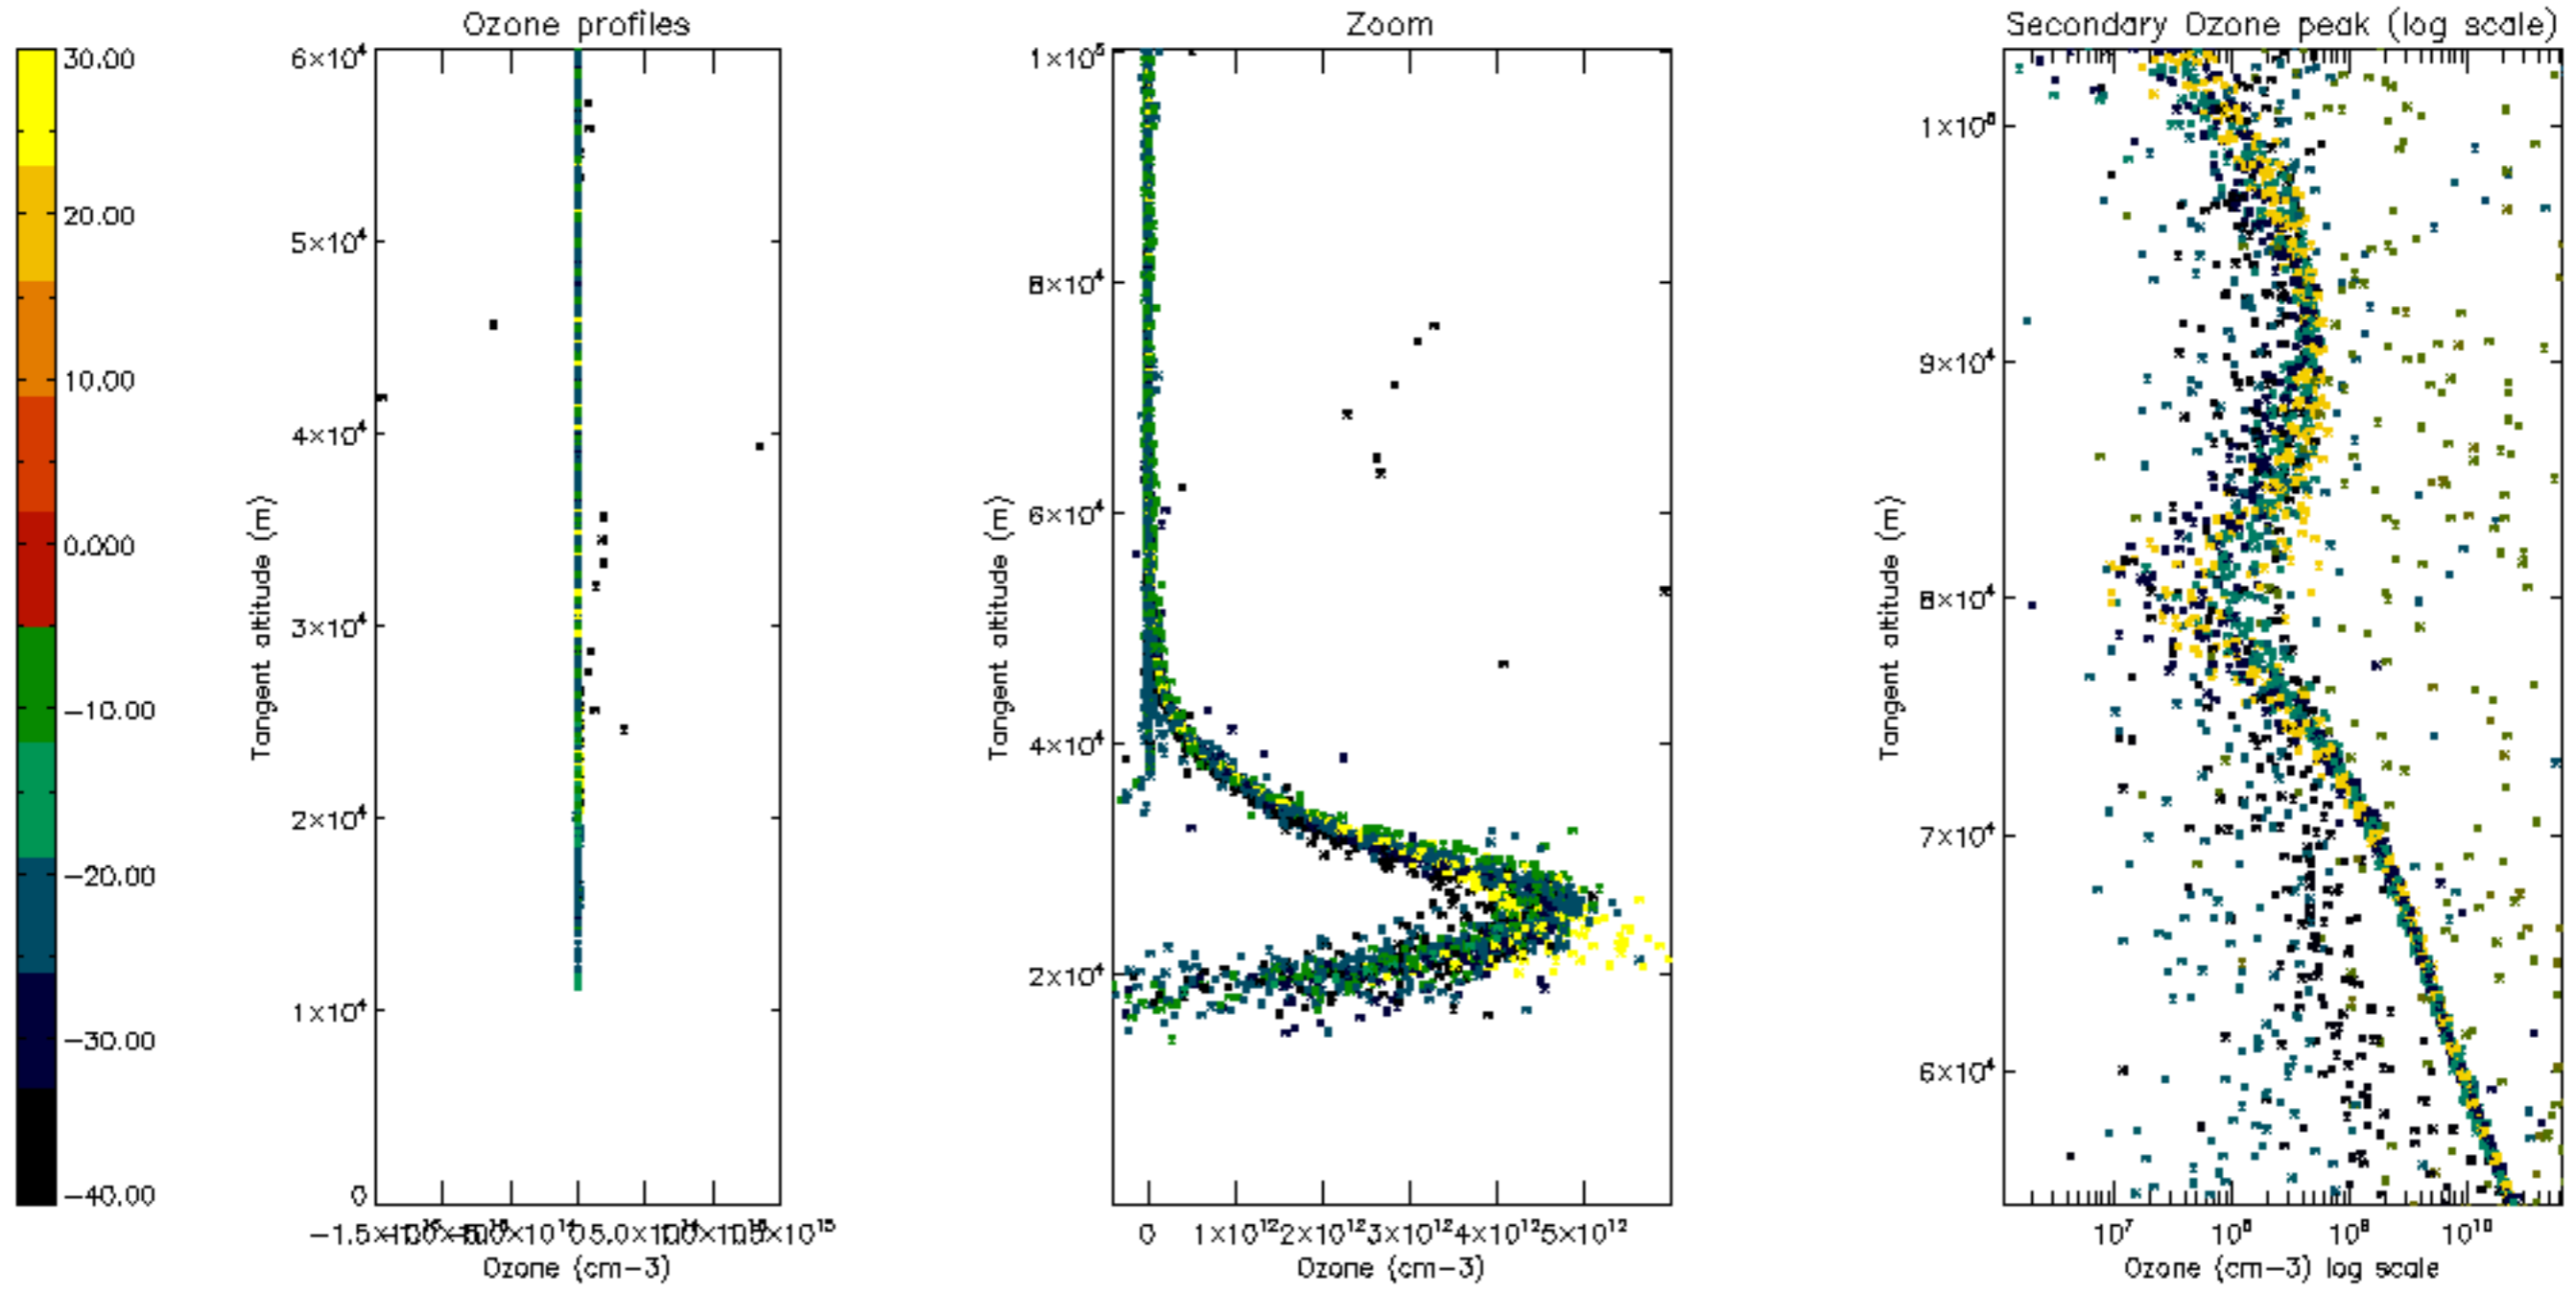 Ozone profiles
Zoom
Secondary Ozone peak (log scale)
30.00
20.00
10.00
0.000
-10.00
-20.00
-30.00
-40.00
6×10⁴
5×10⁴
4×10⁴
3×10⁴
2×10⁴
1×10⁴
0
Tangent altitude (m)
5.0×10¹⁴
Ozone (cm-3)
1×10⁵
8×10⁴
6×10⁴
4×10⁴
2×10⁴
Tangent altitude (m)
0 1×10¹² 2×10¹² 3×10¹² 4×10¹² 5×10¹²
Ozone (cm-3)
1×10⁵
9×10⁴
8×10⁴
7×10⁴
6×10⁴
Tangent altitude (m)
10⁷ 10⁸ 10⁹ 10¹⁰
Ozone (cm-3) log scale